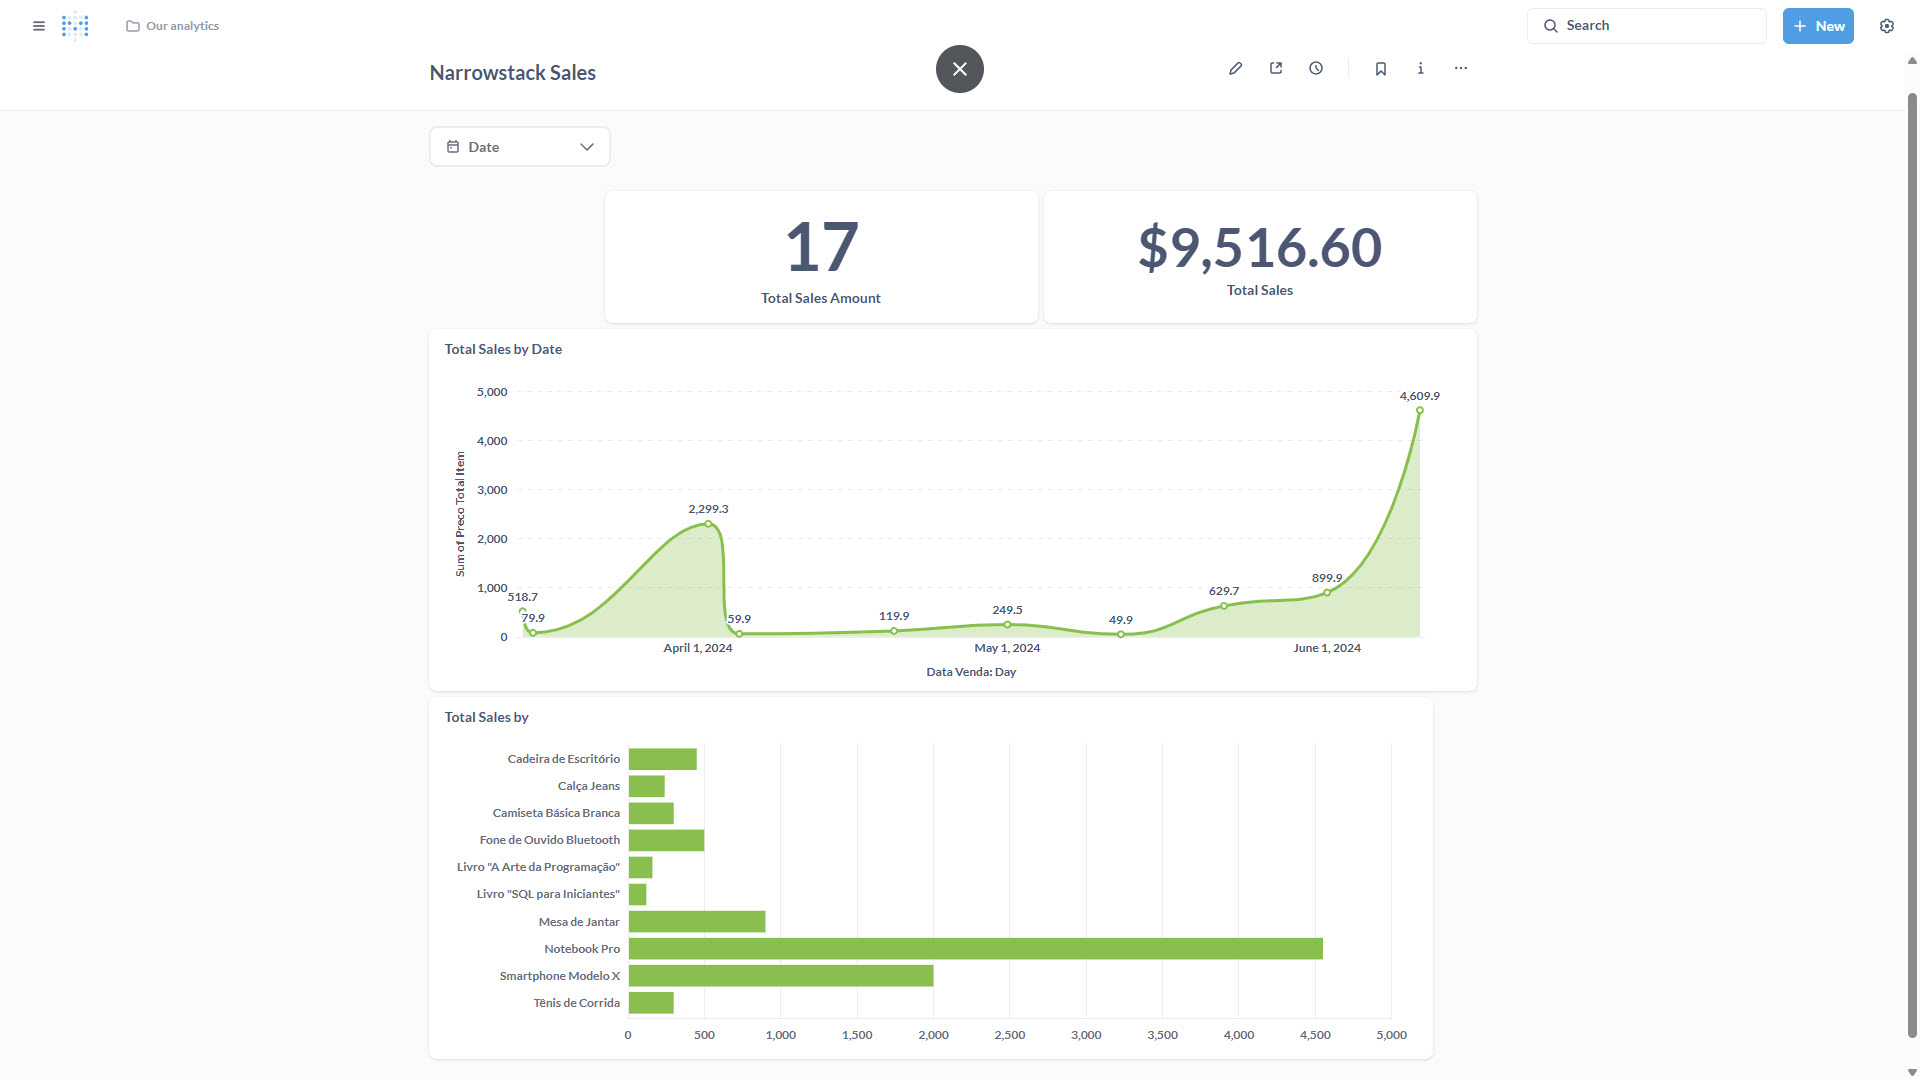 Our analytics
Search
New
Narrowstack Sales
Date
17
Total Sales Amount
$9,516.60
Total Sales
Total Sales by Date
Sum of Preco Total Item
5,000
4,000
3,000
2,000
1,000
0
518.7
79.9
2,299.3
59.9
119.9
249.5
49.9
629.7
899.9
4,609.9
April 1, 2024
May 1, 2024
June 1, 2024
Data Venda: Day
Total Sales by
Cadeira de Escritório
Calça Jeans
Camiseta Básica Branca
Fone de Ouvido Bluetooth
Livro "A Arte da Programação"
Livro "SQL para Iniciantes"
Mesa de Jantar
Notebook Pro
Smartphone Modelo X
Tênis de Corrida
0 500 1,000 1,500 2,000 2,500 3,000 3,500 4,000 4,500 5,000